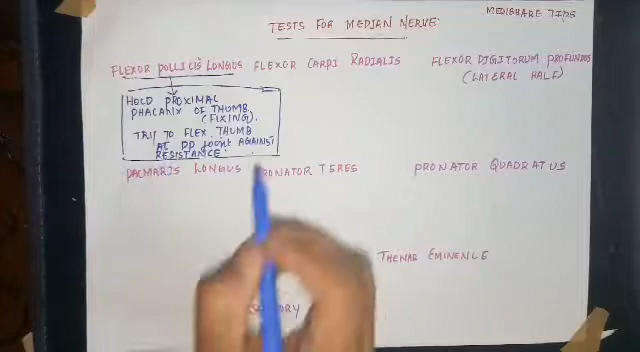 MEDISHARE TIPS
TESTS FOR MEDIAN NERVE
FLEXOR POLLICIS LONGUS FLEXOR CARPI RADIALIS FLEXOR DIGITORUM PROFUNDUS
(LATERAL HALF)
HOLD PROXIMAL
PHALANX OF THUMB
(FIXING).
TRY TO FLEX THUMB
AT Joint AGAINST
RESISTANCE.
PALMARIS LONGUS PRONATOR TERES PRONATOR QUADRATUS
THENAR EMINENCE